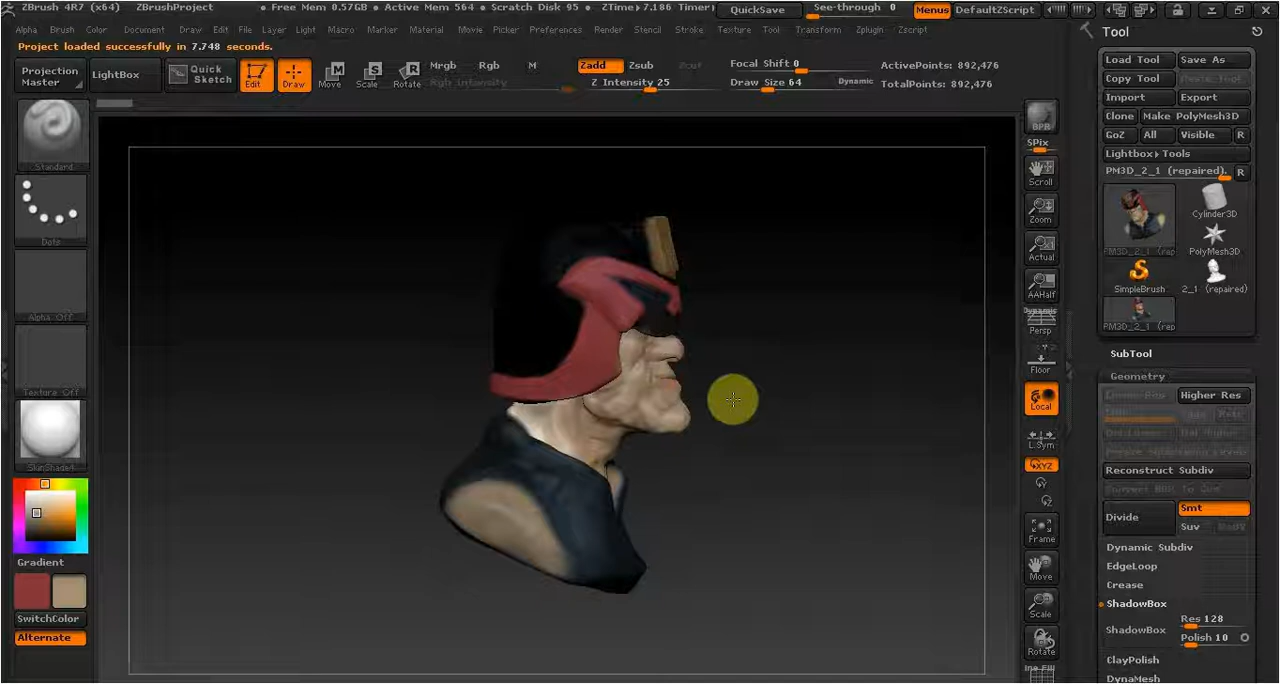 ZBrush 4R7 (x64) ZBrushProject • Free Mem 0.57GB • Active Mem 564 • Scratch Disk 95 • ZTime▸7.186 Timer QuickSave See-through 0 Menus DefaultZScript
Alpha Brush Color Document Draw Edit File Layer Light Macro Marker Material Movie Picker Preferences Render Stencil Stroke Texture Tool Transform Zplugin Zscript
Project loaded successfully in 7.748 seconds.
Projection Master
LightBox
Quick Sketch
Edit
Draw
Move
Scale
Rotate
Mrgb Rgb M
Rgb Intensity
Zadd Zsub Zcut
Z Intensity 25
Focal Shift 0
Draw Size 64 Dynamic
ActivePoints: 892,476
TotalPoints: 892,476
Standard
Dots
Alpha Off
Texture Off
SkinShade4
Gradient
SwitchColor
Alternate
BPR
SPix
Scroll
Zoom
Actual
AAHalf
Dynamic
Persp
Floor
Local
L.Sym
XYZ
Frame
Move
Scale
Rotate
Tool
Load Tool Save As
Copy Tool
Import Export
Clone Make PolyMesh3D
GoZ All Visible R
Lightbox▸Tools
PM3D_2_1 (repaired). R
Cylinder3D
PM3D_2_1 (rep
PolyMesh3D
SimpleBrush 2_1 (repaired)
PM3D_2_1 (rep
SubTool
Geometry
Higher Res
Reconstruct Subdiv
Divide
Smt
Suv
Dynamic Subdiv
EdgeLoop
Crease
ShadowBox
ShadowBox
Res 128
Polish 10
ClayPolish
DynaMesh